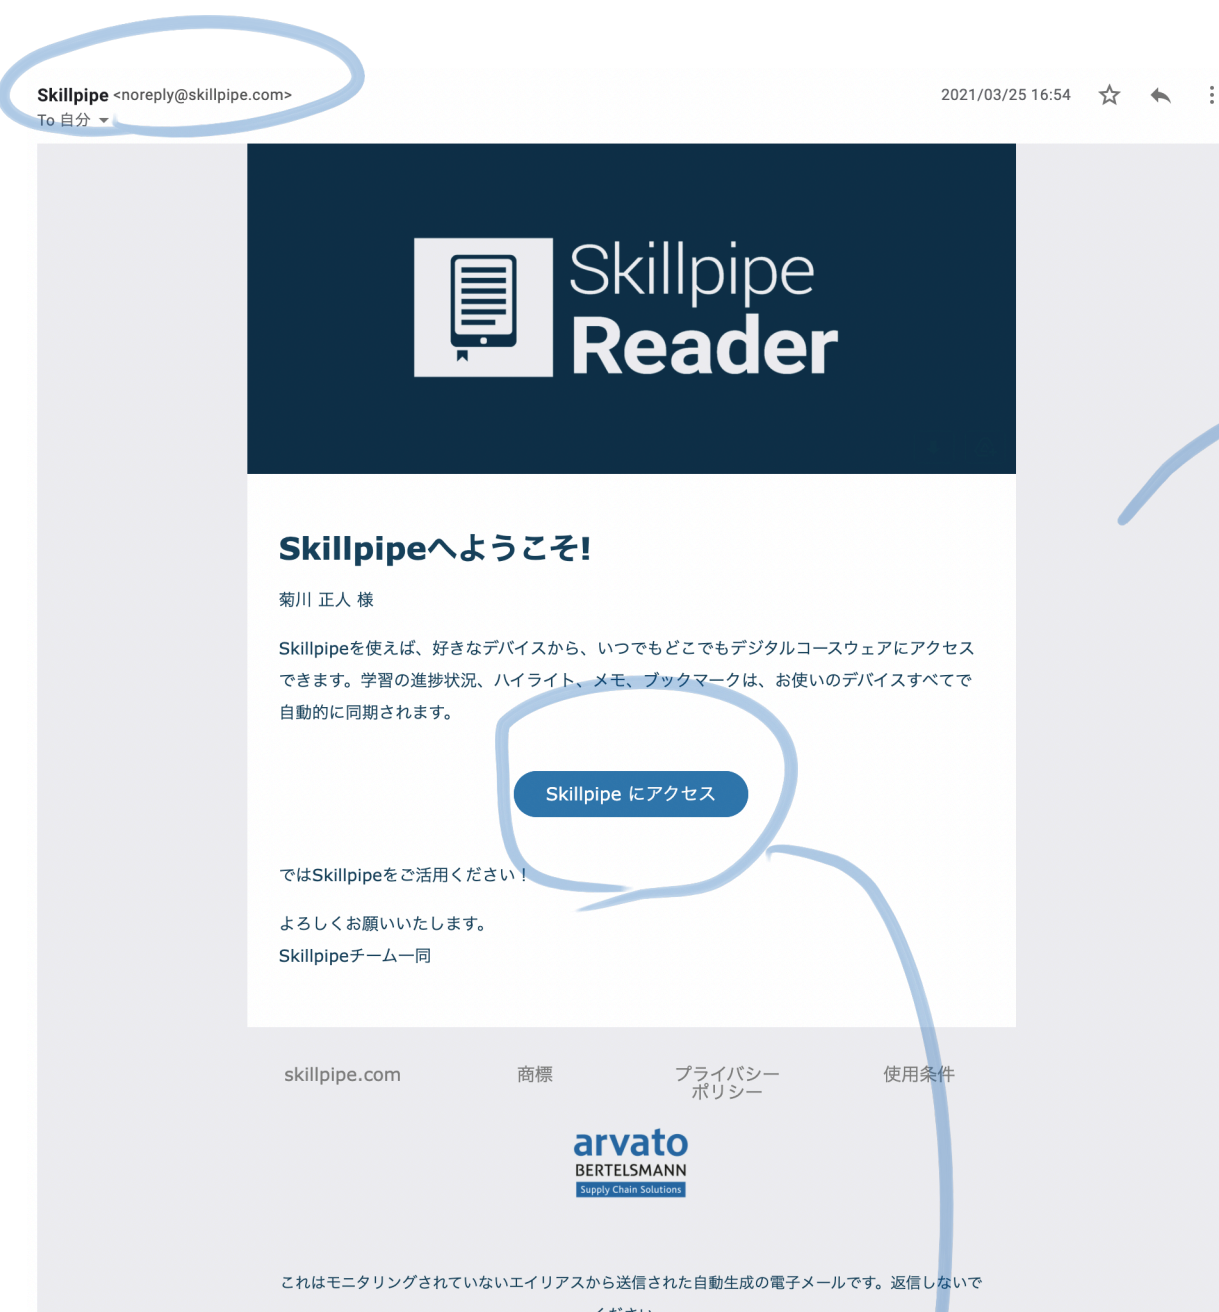 Skillpipe <noreply@skillpipe.com>
2021/03/25 16:54
To 自分
Skillpipe
Reader
Skillpipeへようこそ!
菊川 正人 様
Skillpipeを使えば、好きなデバイスから、いつでもどこでもデジタルコースウェアにアクセス
できます。学習の進捗状況、ハイライト、メモ、ブックマークは、お使いのデバイスすべてで
自動的に同期されます。
Skillpipe にアクセス
ではSkillpipeをご活用ください！
よろしくお願いいたします。
Skillpipeチーム一同
skillpipe.com 商標 プライバシー 使用条件
ポリシー
arvato
BERTELSMANN
Supply Chain Solutions
これはモニタリングされていないエイリアスから送信された自動生成の電子メールです。返信しないで
ください